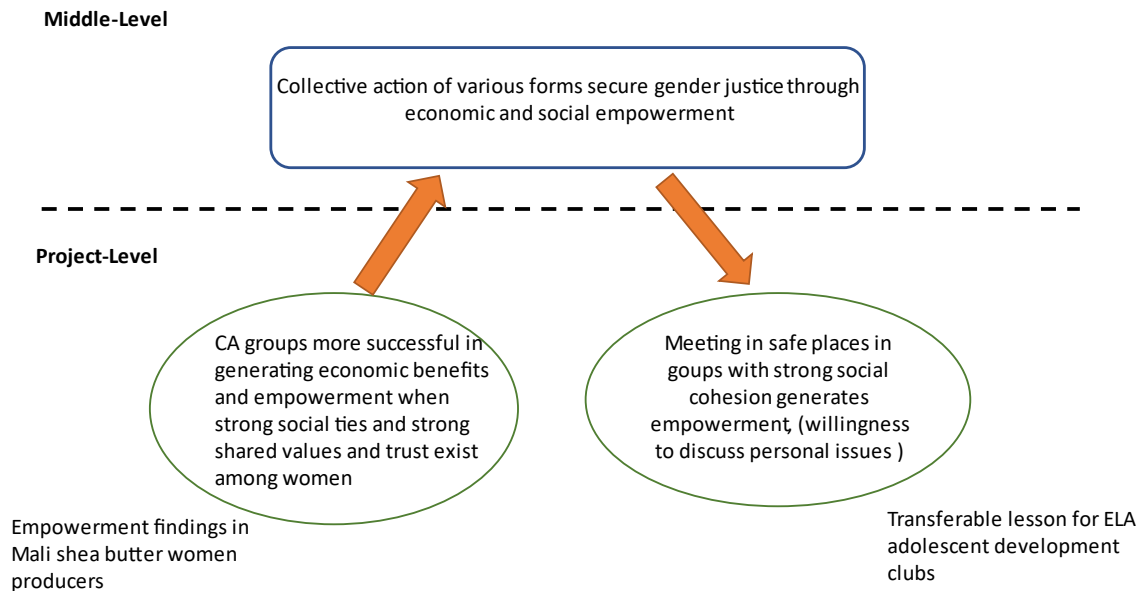 Middle-Level
Collective action of various forms secure gender justice through
economic and social empowerment
Project-Level
CA groups more successful in
generating economic benefits
and empowerment when
strong social ties and strong
shared values and trust exist
among women
Meeting in safe places in
goups with strong social
cohesion generates
empowerment, (willingness
to discuss personal issues )
Empowerment findings in
Mali shea butter women
producers
Transferable lesson for ELA
adolescent development
clubs